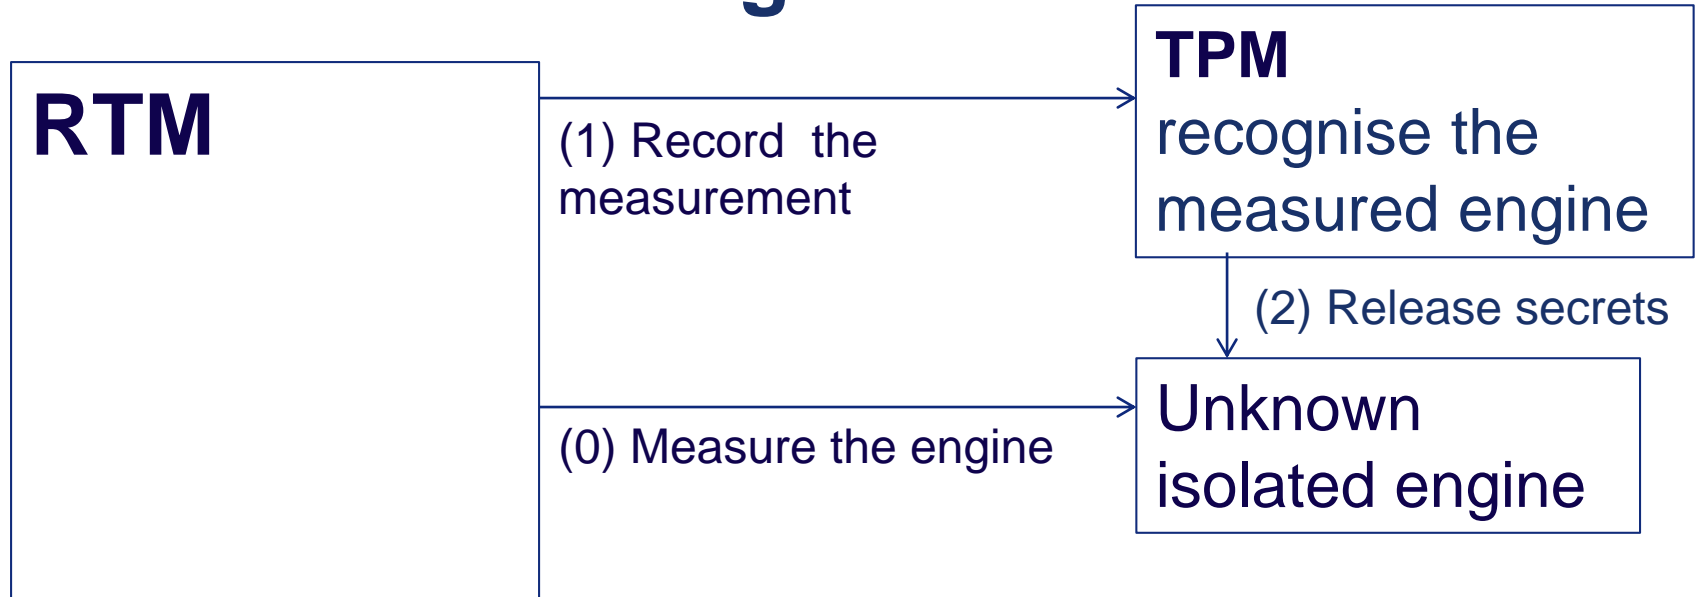 RTM
(1) Record the
measurement
TPM
recognise the
measured engine
(2) Release secrets
(0) Measure the engine
Unknown
isolated engine